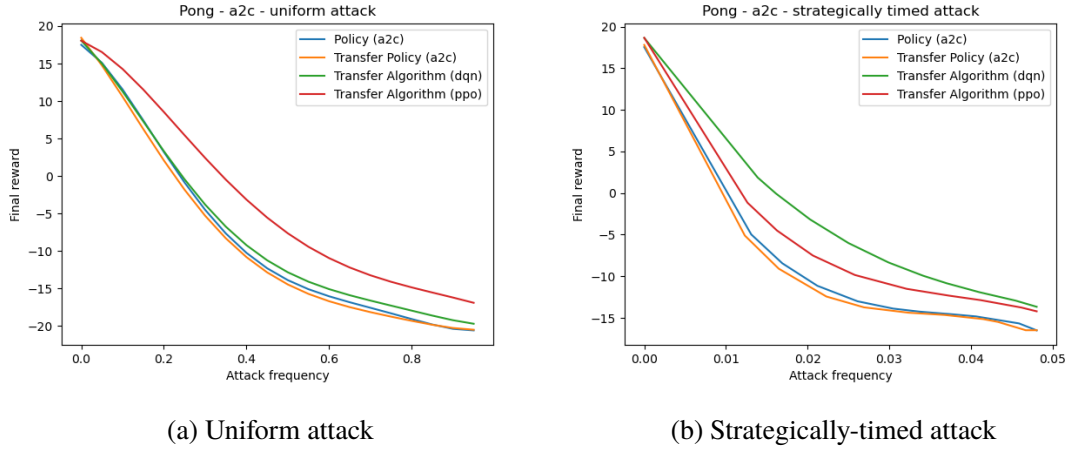 Pong - a2c - uniform attack
20
15
10
5
0
−5
−10
−15
−20
Final reward
0.0 0.2 0.4 0.6 0.8
Attack frequency
Policy (a2c)
Transfer Policy (a2c)
Transfer Algorithm (dqn)
Transfer Algorithm (ppo)
(a) Uniform attack
Pong - a2c - strategically timed attack
20
15
10
5
0
−5
−10
−15
Final reward
0.00 0.01 0.02 0.03 0.04 0.05
Attack frequency
Policy (a2c)
Transfer Policy (a2c)
Transfer Algorithm (dqn)
Transfer Algorithm (ppo)
(b) Strategically-timed attack